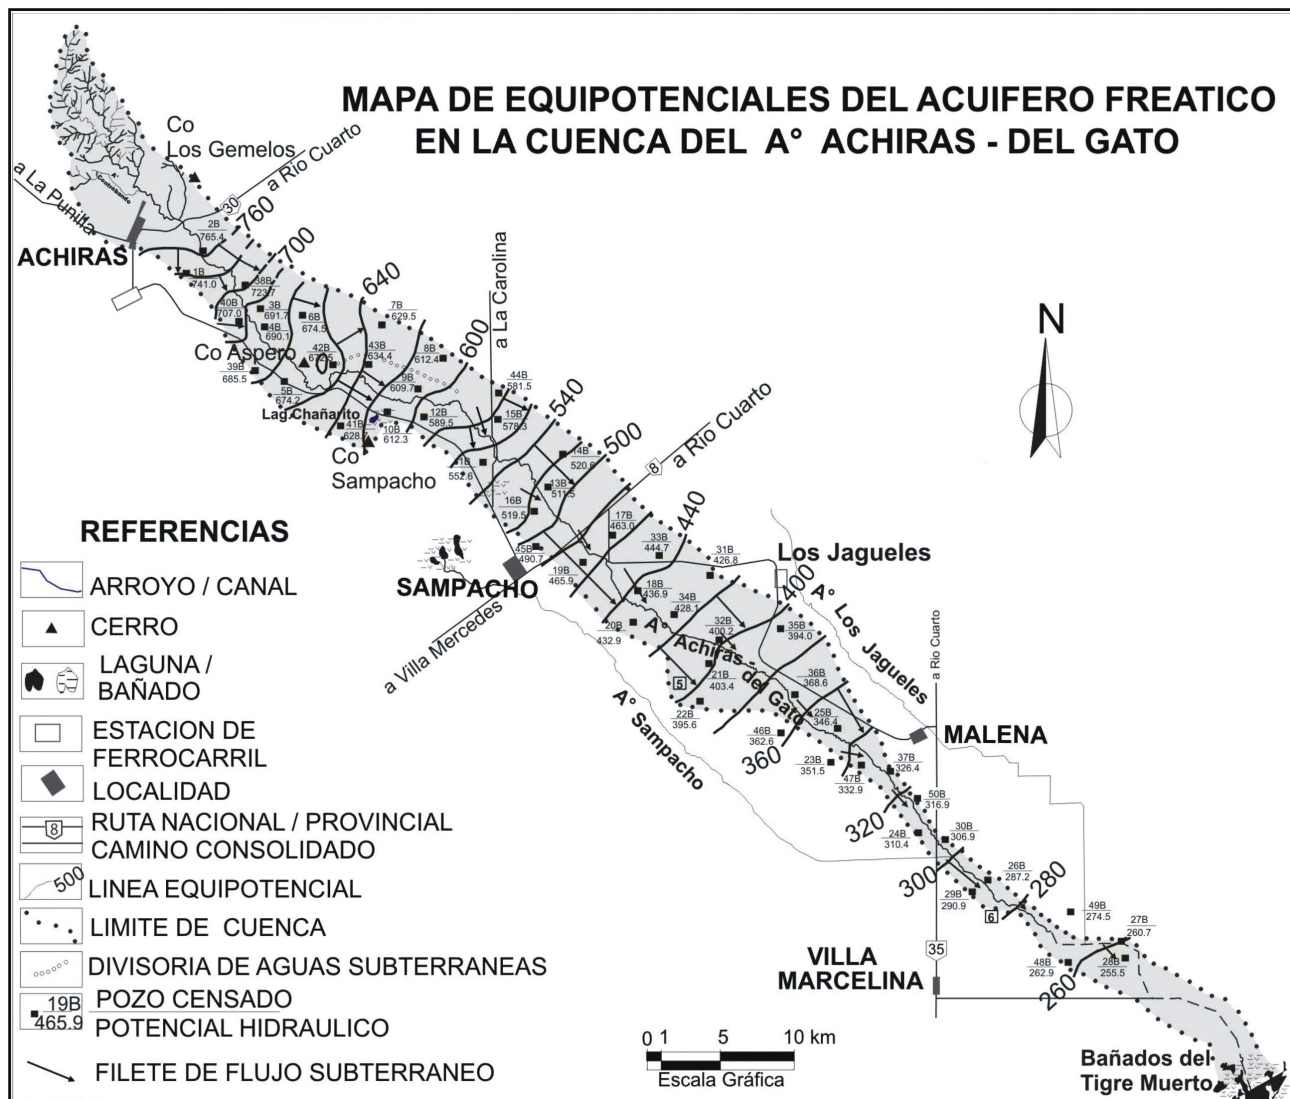 MAPA DE EQUIPOTENCIALES DEL ACUIFERO FREATICO
EN LA CUENCA DEL A° ACHIRAS - DEL GATO
Co
Los Gemelos
a Río Cuarto
30
a La Punilla
A°
Contrabando
ACHIRAS
760
700
640
600
540
500
440
400
360
320
300
280
260
a La Carolina
a Río Cuarto
8
N
2B
765.4
1B
741.0
38B
723.7
40B
707.0
3B
691.7
4B
690.1
6B
674.5
7B
629.5
Co Aspero
42B
672.5
43B
634.4
8B
612.4
39B
685.5
5B
674.2
9B
609.7
44B
581.5
Lag.Chañarito
41B
628.7
10B
612.3
12B
589.5
15B
578.3
Co
Sampacho
11B
552.6
14B
520.6
13B
511.5
16B
519.5
17B
463.0
33B
444.7
31B
426.8
Los Jagueles
45B
490.7
19B
465.9
18B
436.9
34B
428.1
SAMPACHO
a Villa Mercedes
20B
432.9
32B
400.2
35B
394.0
A° Los Jagueles
a Río Cuarto
A° Achiras - del Gato
21B
403.4
36B
368.6
5
22B
395.6
25B
346.4
46B
362.6
A° Sampacho
MALENA
23B
351.5
47B
332.9
37B
326.4
50B
316.9
24B
310.4
30B
306.9
26B
287.2
29B
290.9
6
49B
274.5
27B
260.7
48B
262.9
28B
255.5
35
VILLA
MARCELINA
Bañados del
Tigre Muerto
0 1 5 10 km
Escala Gráfica
REFERENCIAS
ARROYO / CANAL
CERRO
LAGUNA /
BAÑADO
ESTACION DE
FERROCARRIL
LOCALIDAD
8
RUTA NACIONAL / PROVINCIAL
CAMINO CONSOLIDADO
500
LINEA EQUIPOTENCIAL
LIMITE DE CUENCA
DIVISORIA DE AGUAS SUBTERRANEAS
19B
465.9
POZO CENSADO
POTENCIAL HIDRAULICO
FILETE DE FLUJO SUBTERRANEO